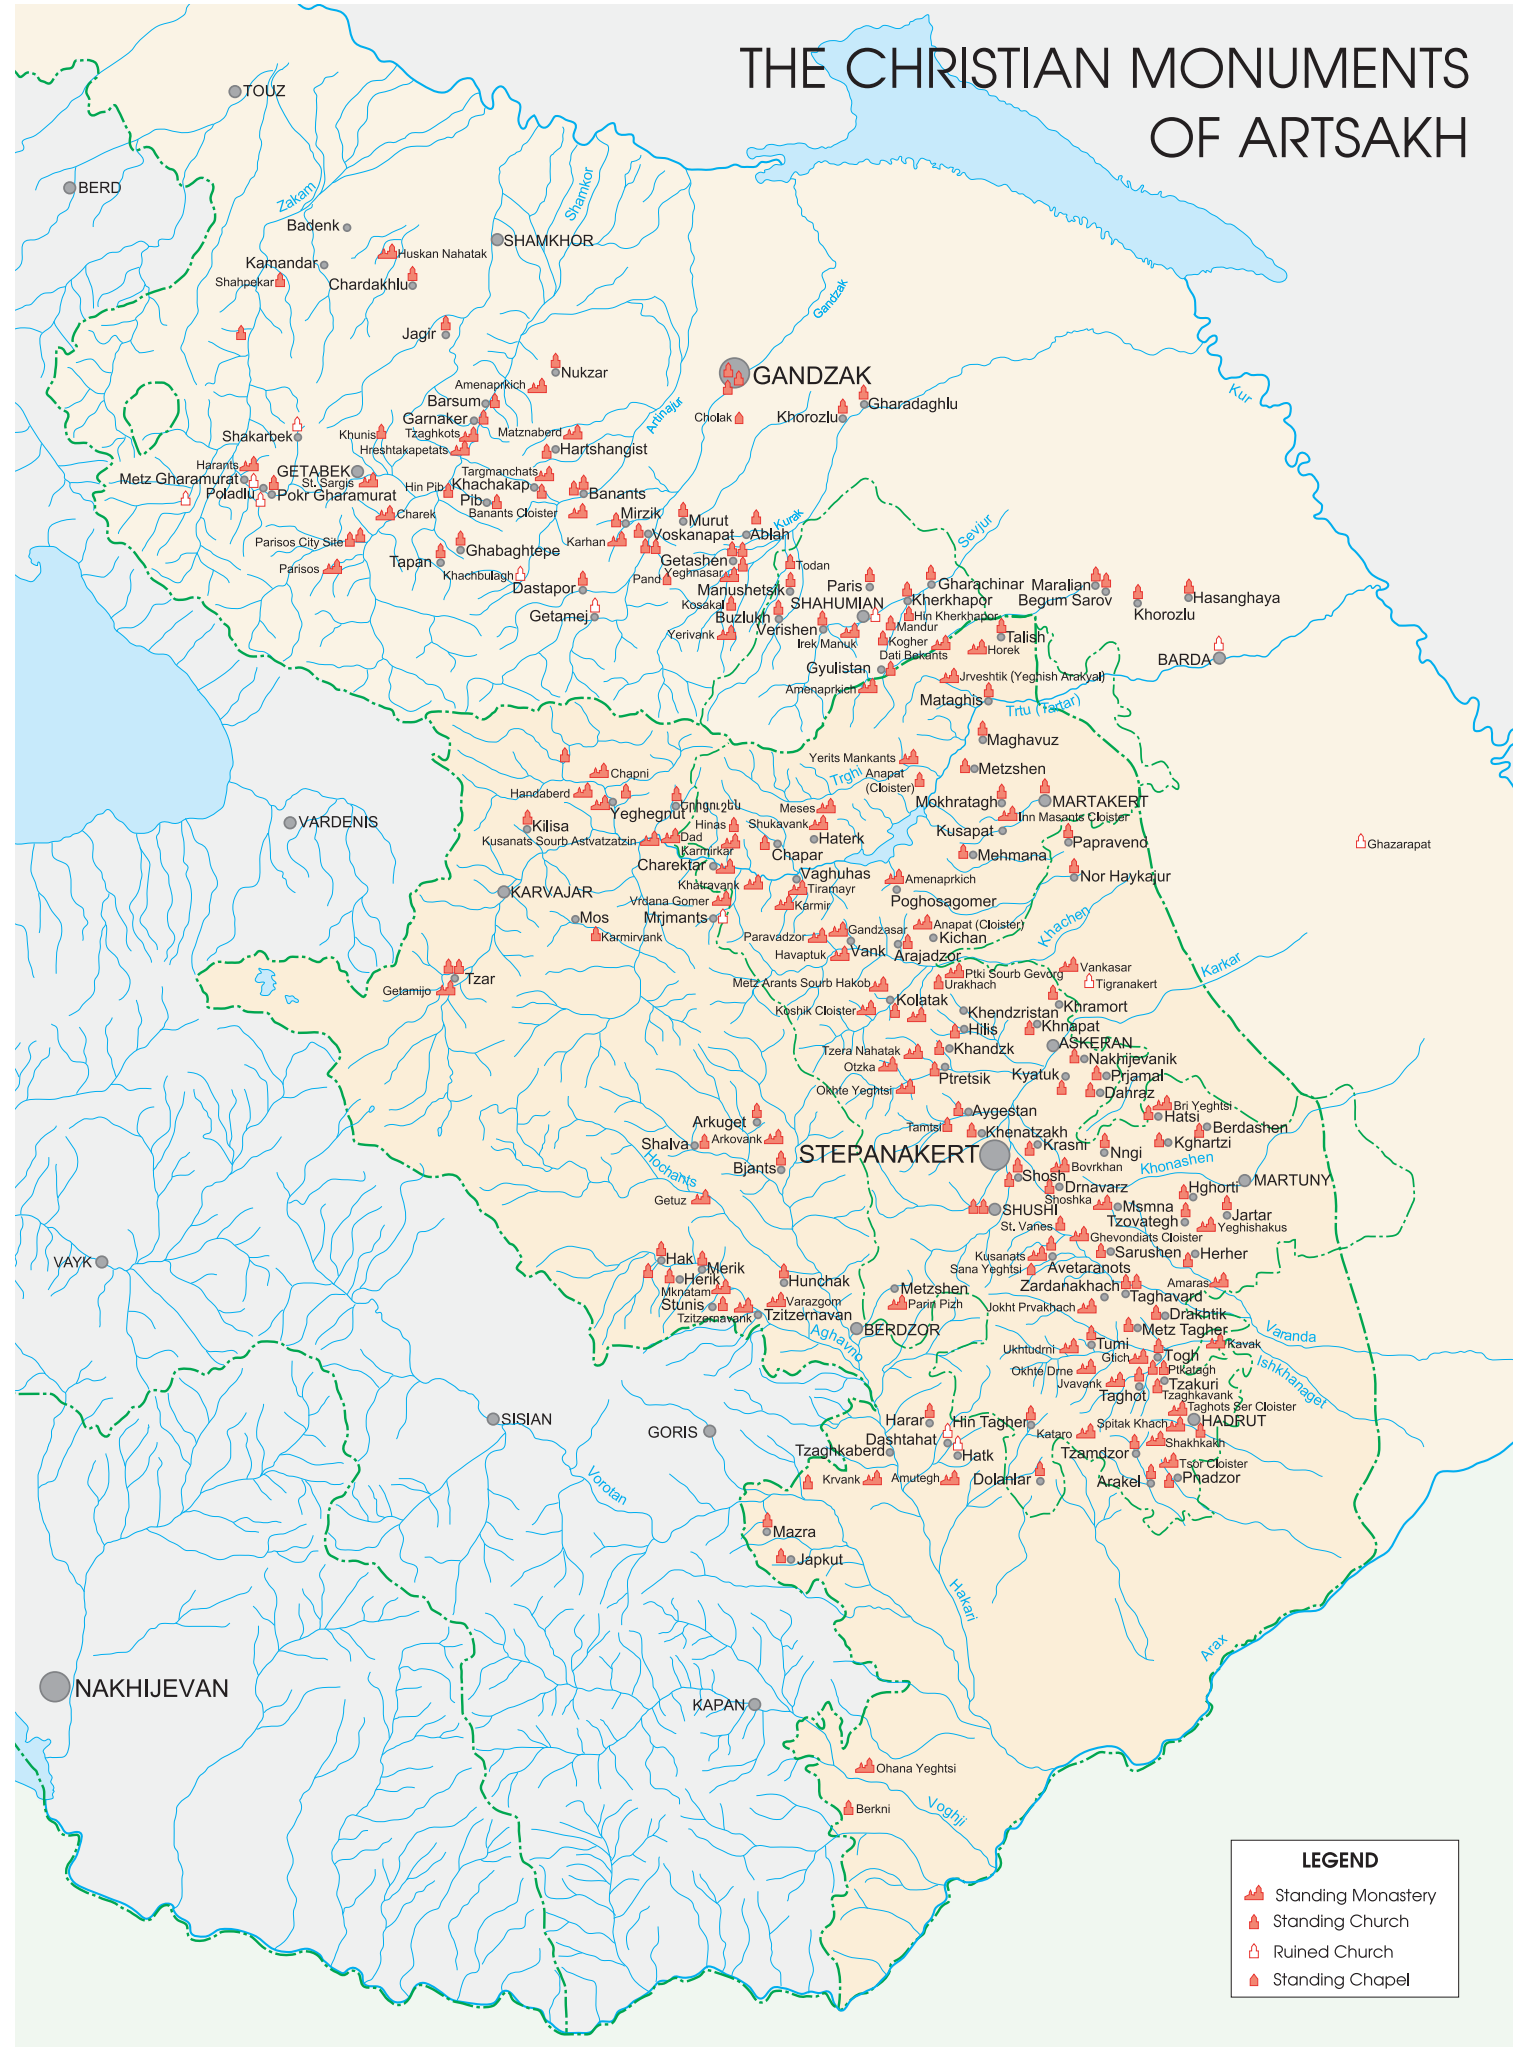 THE CHRISTIAN MONUMENTS
OF ARTSAKH
TOUZ
BERD
Zakam
Shamkor
Badenk
SHAMKHOR
Huskan Nahatak
Kamandar
Shahpekar
Chardakhlu
Gandzak
Jagir
Nukzar
GANDZAK
Kur
Amenaprkich
Barsum
Gharadaghlu
Artinajur
Cholak
Khorozlu
Garnaker
Shakarbek
Khunis
Tzaghkots
Matznaberd
Hreshtakapetats
Hartshangist
Harants
GETABEK
Targmanchats
Metz Gharamurat
St. Sargis
Hin Pib
Khachakap
Poladlu
Pokr Gharamurat
Pib
Banants
Charek
Banants Cloister
Mirzik
Murut
Kurak
Sevjur
Parisos City Site
Karhan
Voskanapat
Ablah
Ghabaghtepe
Tapan
Getashen
Todan
Parisos
Khachbulagh
Pand
Yeghnasar
Dastapor
Manushetsik
Paris
Gharachinar
Maralian
Begum Sarov
Hasanghaya
Kosakal
SHAHUMIAN
Kherkhapor
Khorozlu
Getamej
Buzlukh
Hin Kherkhapor
Verishen
Mandur
Yerivank
Irek Manuk
Kogher
Talish
Dati Bekants
Horek
BARDA
Gyulistan
Jrveshtik (Yeghish Arakyal)
Amenaprkich
Mataghis
Trtu (Tartar)
Maghavuz
Yerits Mankants
Chapni
Trghi
Anapat
(Cloister)
Metzshen
Handaberd
Yeghegnut
Երիցուշեն
Meses
Mokhratagh
MARTAKERT
VARDENIS
Kilisa
Hinas
Shukavank
Inn Masants Cloister
Kusanats Sourb Astvatzatzin
Dad
Haterk
Kusapat
Papraveno
Ghazarapat
Karmirkar
Chapar
Mehmana
Charektar
Vaghuhas
Nor Haykajur
Khatravank
Tiramayr
Amenaprkich
KARVAJAR
Vrdana Gomer
Karmir
Poghosagomer
Mos
Mrjmants
Khachen
Karmirvank
Paravadzor
Gandzasar
Anapat (Cloister)
Vank
Kichan
Havaptuk
Arajadzor
Karkar
Tzar
Ptki Sourb Gevorg
Vankasar
Getamijo
Metz Arants Sourb Hakob
Urakhach
Tigranakert
Kolatak
Khramort
Koshik Cloister
Khendzristan
Hilis
Khnapat
ASKERAN
Tzera Nahatak
Khandzk
Nakhijevanik
Otzka
Ptretsik
Kyatuk
Prjamal
Okhte Yeghtsi
Dahraz
Bri Yeghtsi
Arkuget
Aygestan
Hatsi
Tamtsi
Berdashen
Shalva
Arkovank
Khenatzakh
Krasni
Kghartzi
Nngi
Bjants
STEPANAKERT
Bovrkhan
Khonashen
Hochants
Shosh
MARTUNY
Getuz
Drnavarz
Hghorti
Shoshka
SHUSHI
Msmna
Jartar
St. Vanes
Tzovategh
Yeghishakus
Ghevondiats Cloister
VAYK
Hak
Kusanats
Sarushen
Herher
Merik
Sana Yeghtsi
Avetaranots
Herik
Hunchak
Metzshen
Zardanakhach
Amaras
Mknatam
Taghavard
Stunis
Varazgom
Parin Pizh
Jokht Prvakhach
Tzitzernavank
Tzitzernavan
Drakhtik
BERDZOR
Metz Tagher
Varanda
Aghavno
Ukhtudrni
Tumi
Kavak
Gtich
Togh
Okhte Drne
Ptkatagh
Ishkhanaget
Jvavank
Tzakuri
Taghot
Tzaghkavank
Taghots Ser Cloister
SISIAN
GORIS
Harar
Hin Tagher
Spitak Khach
HADRUT
Kataro
Dashtahat
Shakhkakh
Tzaghkaberd
Hatk
Tzamdzor
Tsor Cloister
Vorotan
Krvank
Amutegh
Dolanlar
Arakel
Pnadzor
Mazra
Japkut
Hakari
Arax
NAKHIJEVAN
KAPAN
Ohana Yeghtsi
Berkni
Voghji
LEGEND
Standing Monastery
Standing Church
Ruined Church
Standing Chapel